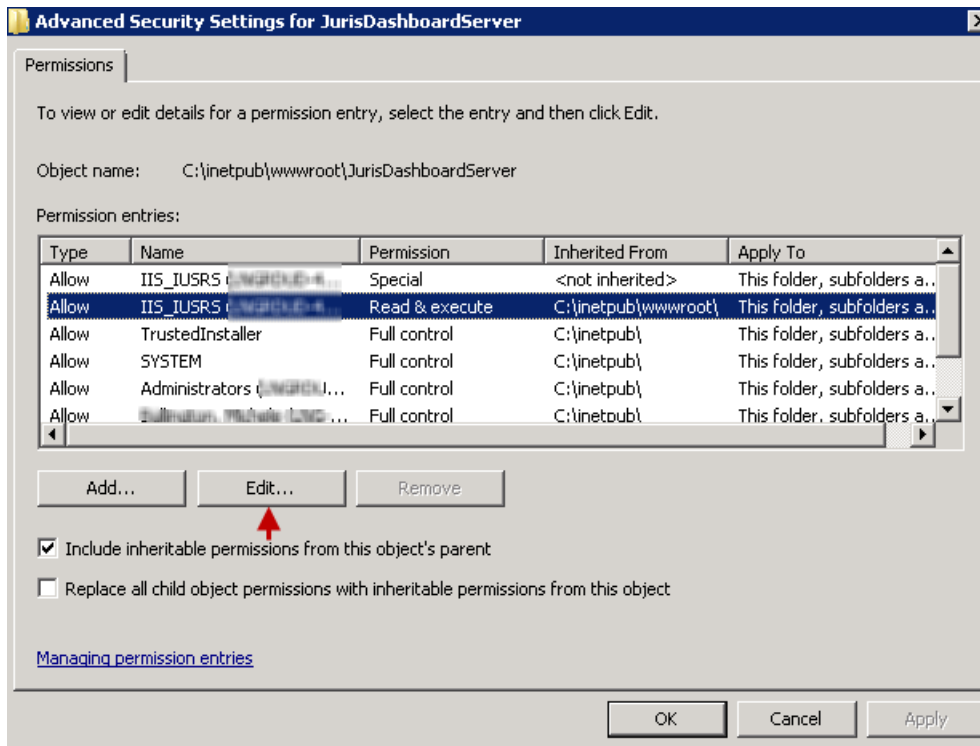 Advanced Security Settings for JurisDashboardServer
Permissions
To view or edit details for a permission entry, select the entry and then click Edit.
Object name: C:\inetpub\wwwroot\JurisDashboardServer
Permission entries:
Type Name Permission Inherited From Apply To
Allow IIS_IUSRS ( Special <not inherited> This folder, subfolders a...
Allow IIS_IUSRS ( Read & execute C:\inetpub\wwwroot\ This folder, subfolders a...
Allow TrustedInstaller Full control C:\inetpub\ This folder, subfolders a...
Allow SYSTEM Full control C:\inetpub\ This folder, subfolders a...
Allow Administrators ( Full control C:\inetpub\ This folder, subfolders a...
Allow Full control C:\inetpub\ This folder, subfolders a...
Add... Edit... Remove
Include inheritable permissions from this object's parent
Replace all child object permissions with inheritable permissions from this object
Managing permission entries
OK Cancel Apply